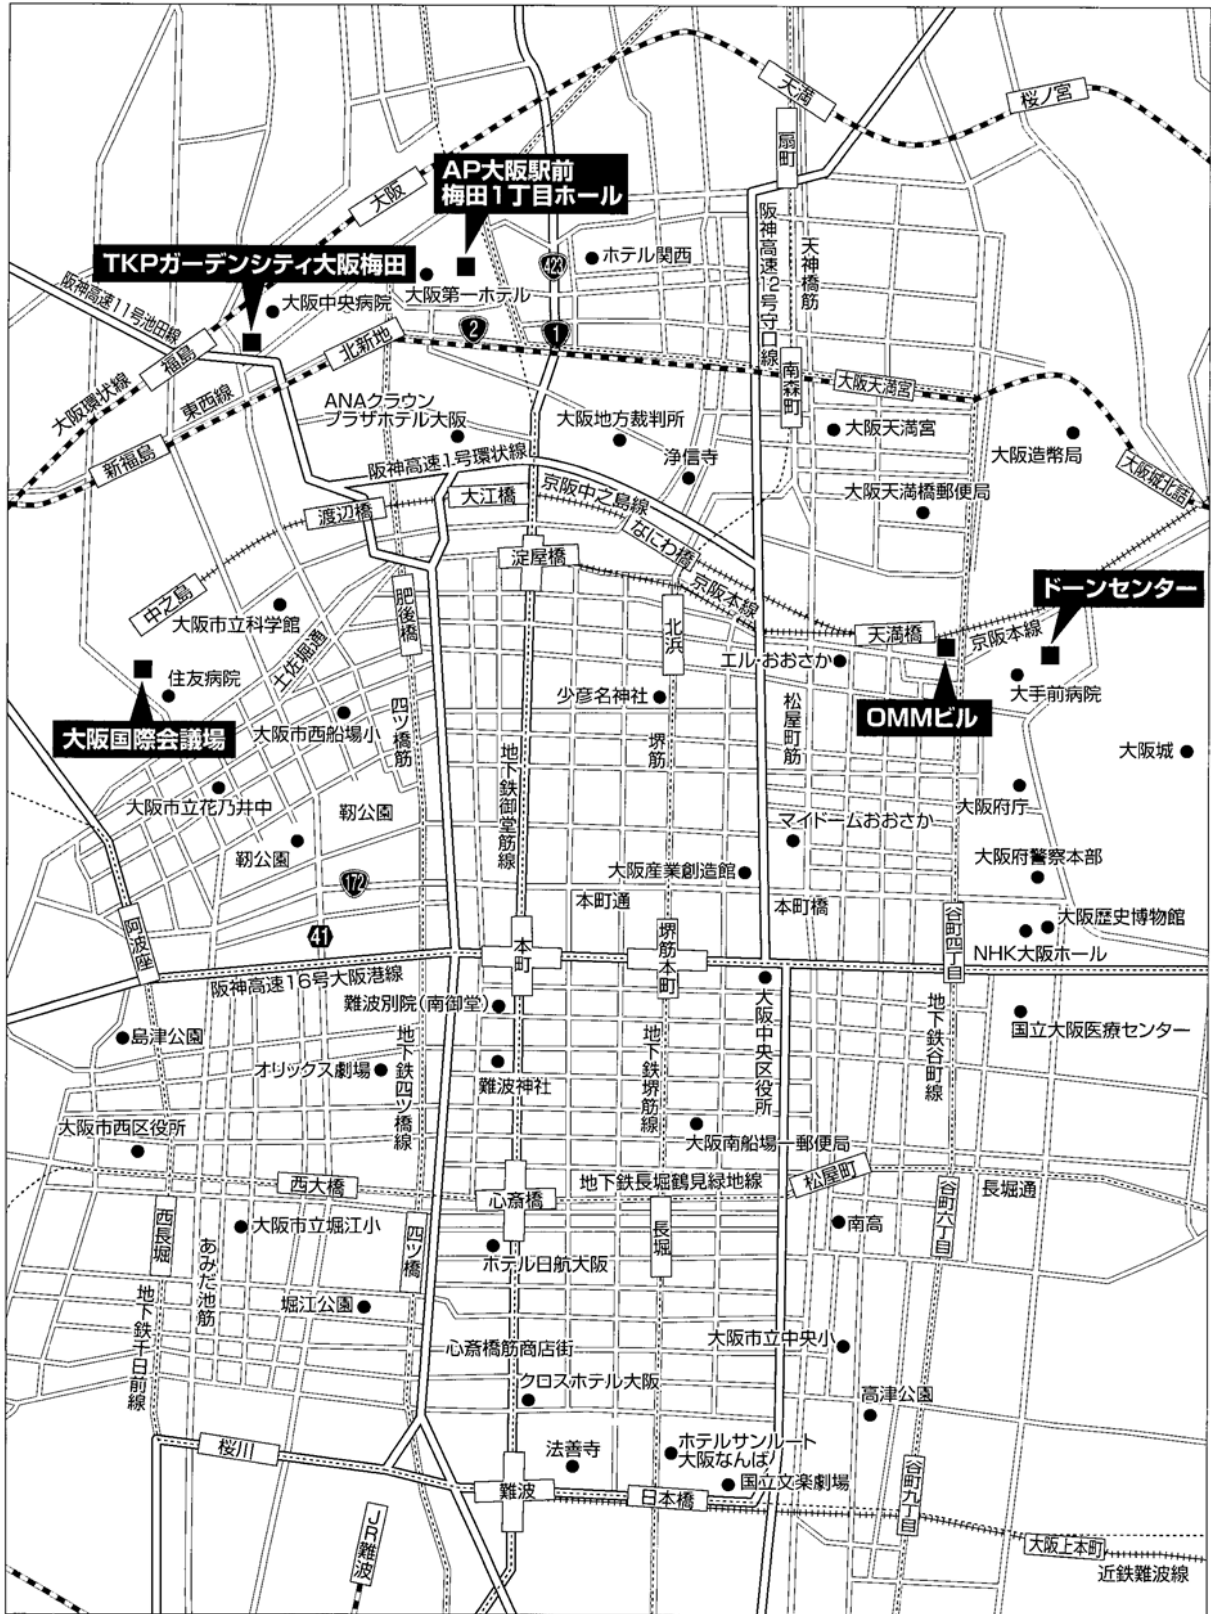 天満
桜ノ宮
扇町
AP大阪駅前
梅田1丁目ホール
大阪
TKPガーデンシティ大阪梅田
阪神高速11号池田線
大阪中央病院
大阪第一ホテル
423
ホテル関西
阪神高速12号守口線
天神橋筋
2
1
福島
北新地
大阪環状線
東西線
新福島
南森町
大阪天満宮
ANAクラウン
プラザホテル大阪
大阪地方裁判所
大阪天満宮
浄信寺
大阪造幣局
大阪城北詰
阪神高速1号環状線
大江橋
京阪中之島線
大阪天満橋郵便局
渡辺橋
なにわ橋
淀屋橋
京阪本線
中之島
肥後橋
北浜
ドーンセンター
大阪市立科学館
土佐堀通
天満橋
京阪本線
エル・おおさか
住友病院
少彦名神社
大手前病院
OMMビル
大阪国際会議場
大阪市西船場小
四ツ橋筋
地下鉄御堂筋線
堺筋
松屋町筋
大阪城
大阪市立花乃井中
靭公園
靭公園
大阪府庁
マイドームおおさか
大阪府警察本部
大阪産業創造館
172
本町通
本町橋
大阪歴史博物館
NHK大阪ホール
阿波座
41
本町
堺筋本町
谷町四丁目
阪神高速16号大阪港線
難波別院(南御堂)
大阪中央区役所
地下鉄谷町線
国立大阪医療センター
島津公園
オリックス劇場
地下鉄四ツ橋線
難波神社
地下鉄堺筋線
大阪市西区役所
大阪南船場一郵便局
西大橋
心斎橋
地下鉄長堀鶴見緑地線
松屋町
長堀通
谷町六丁目
西長堀
大阪市立堀江小
四ツ橋
長堀
南高
あみだ池筋
ホテル日航大阪
地下鉄千日前線
堀江公園
心斎橋筋商店街
大阪市立中央小
クロスホテル大阪
高津公園
桜川
法善寺
ホテルサンルート
大阪なんば
国立文楽劇場
谷町九丁目
難波
日本橋
JR難波
大阪上本町
近鉄難波線